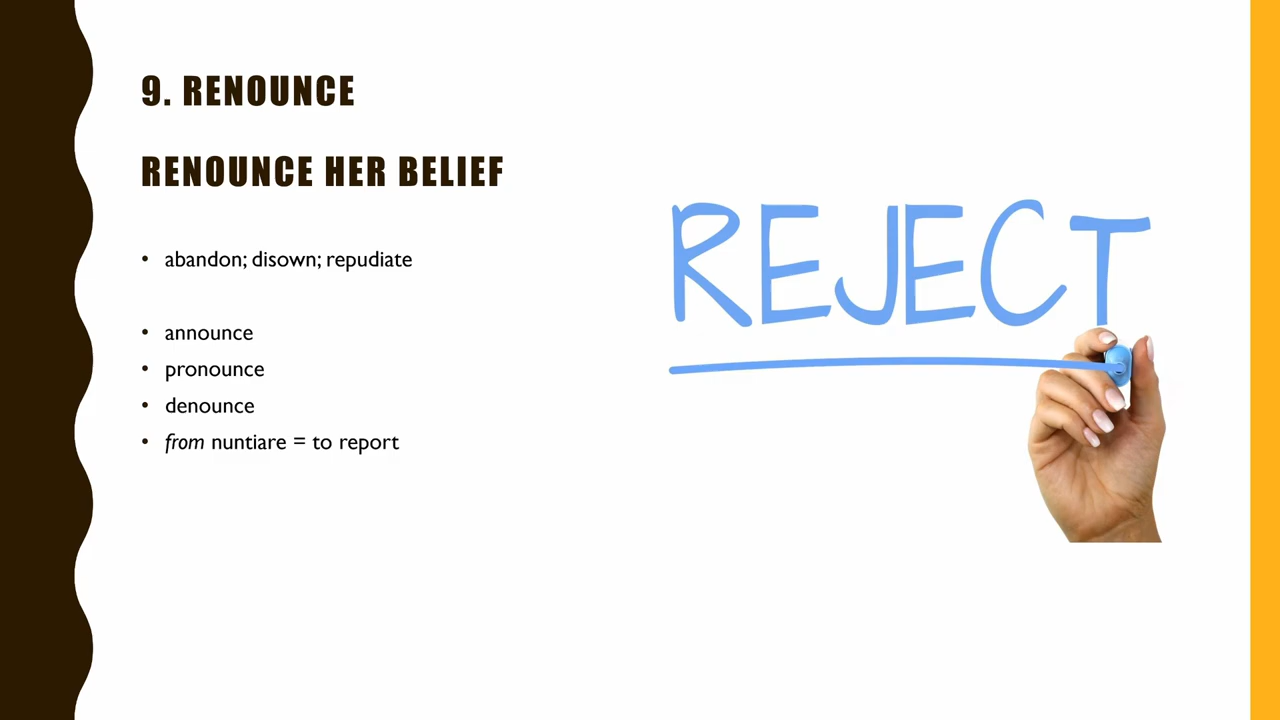 9. RENOUNCE
RENOUNCE HER BELIEF
• abandon; disown; repudiate
• announce
• pronounce
• denounce
• from nuntiare = to report
REJECT